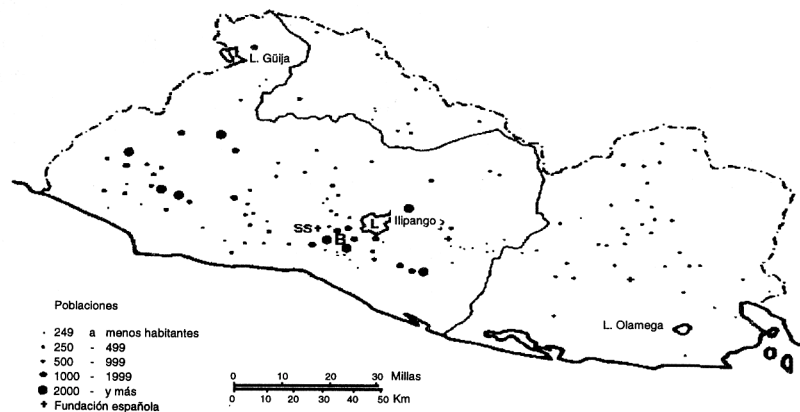 L. Güija
L
Ilipango
SS
B
L. Olamega
Poblaciones
249 a menos habitantes
250 - 499
500 - 999
1000 - 1999
2000 - y más
Fundación española
0 10 20 30 Millas
0 10 20 30 40 50 Km